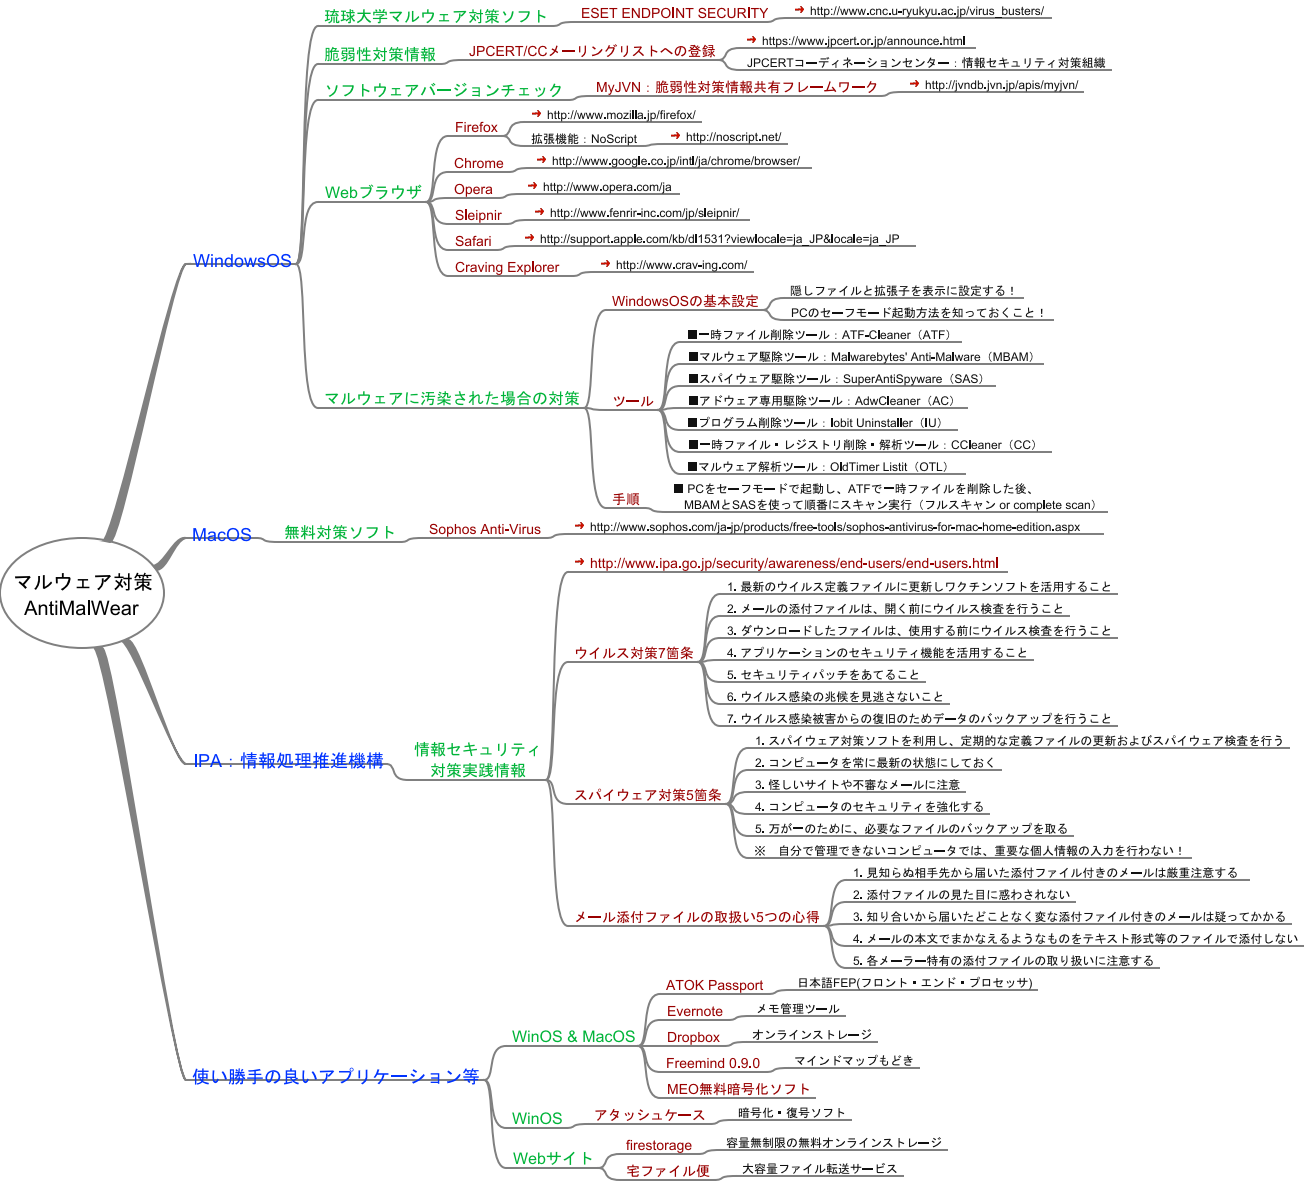 琉球大学マルウェア対策ソフト
ESET ENDPOINT SECURITY
http://www.cnc.u-ryukyu.ac.jp/virus_busters/
脆弱性対策情報
JPCERT/CCメーリングリストへの登録
https://www.jpcert.or.jp/announce.html
JPCERTコーディネーションセンター：情報セキュリティ対策組織
ソフトウェアバージョンチェック
MyJVN：脆弱性対策情報共有フレームワーク
http://jvndb.jvn.jp/apis/myjvn/
Webブラウザ
Firefox
http://www.mozilla.jp/firefox/
拡張機能：NoScript
http://noscript.net/
Chrome
http://www.google.co.jp/intl/ja/chrome/browser/
Opera
http://www.opera.com/ja
Sleipnir
http://www.fenrir-inc.com/jp/sleipnir/
Safari
http://support.apple.com/kb/dl1531?viewlocale=ja_JP&locale=ja_JP
Craving Explorer
http://www.crav-ing.com/
WindowsOS
マルウェアに汚染された場合の対策
WindowsOSの基本設定
隠しファイルと拡張子を表示に設定する！
PCのセーフモード起動方法を知っておくこと！
ツール
■一時ファイル削除ツール：ATF-Cleaner（ATF）
■マルウェア駆除ツール：Malwarebytes' Anti-Malware（MBAM）
■スパイウェア駆除ツール：SuperAntiSpyware（SAS）
■アドウェア専用駆除ツール：AdwCleaner（AC）
■プログラム削除ツール：Iobit Uninstaller（IU）
■一時ファイル・レジストリ削除・解析ツール：CCleaner（CC）
■マルウェア解析ツール：OldTimer Listit（OTL）
手順
■ PCをセーフモードで起動し、ATFで一時ファイルを削除した後、
MBAMとSASを使って順番にスキャン実行（フルスキャン or complete scan）
MacOS
無料対策ソフト
Sophos Anti-Virus
http://www.sophos.com/ja-jp/products/free-tools/sophos-antivirus-for-mac-home-edition.aspx
マルウェア対策
AntiMalWear
IPA：情報処理推進機構
情報セキュリティ
対策実践情報
http://www.ipa.go.jp/security/awareness/end-users/end-users.html
ウイルス対策7箇条
1. 最新のウイルス定義ファイルに更新しワクチンソフトを活用すること
2. メールの添付ファイルは、開く前にウイルス検査を行うこと
3. ダウンロードしたファイルは、使用する前にウイルス検査を行うこと
4. アプリケーションのセキュリティ機能を活用すること
5. セキュリティパッチをあてること
6. ウイルス感染の兆候を見逃さないこと
7. ウイルス感染被害からの復旧のためデータのバックアップを行うこと
スパイウェア対策5箇条
1. スパイウェア対策ソフトを利用し、定期的な定義ファイルの更新およびスパイウェア検査を行う
2. コンピュータを常に最新の状態にしておく
3. 怪しいサイトや不審なメールに注意
4. コンピュータのセキュリティを強化する
5. 万が一のために、必要なファイルのバックアップを取る
※　自分で管理できないコンピュータでは、重要な個人情報の入力を行わない！
メール添付ファイルの取扱い5つの心得
1. 見知らぬ相手先から届いた添付ファイル付きのメールは厳重注意する
2. 添付ファイルの見た目に惑わされない
3. 知り合いから届いたどことなく変な添付ファイル付きのメールは疑ってかかる
4. メールの本文でまかなえるようなものをテキスト形式等のファイルで添付しない
5. 各メーラー特有の添付ファイルの取り扱いに注意する
使い勝手の良いアプリケーション等
WinOS & MacOS
ATOK Passport
日本語FEP(フロント・エンド・プロセッサ)
Evernote
メモ管理ツール
Dropbox
オンラインストレージ
Freemind 0.9.0
マインドマップもどき
MEO無料暗号化ソフト
WinOS
アタッシュケース
暗号化・復号ソフト
Webサイト
firestorage
容量無制限の無料オンラインストレージ
宅ファイル便
大容量ファイル転送サービス